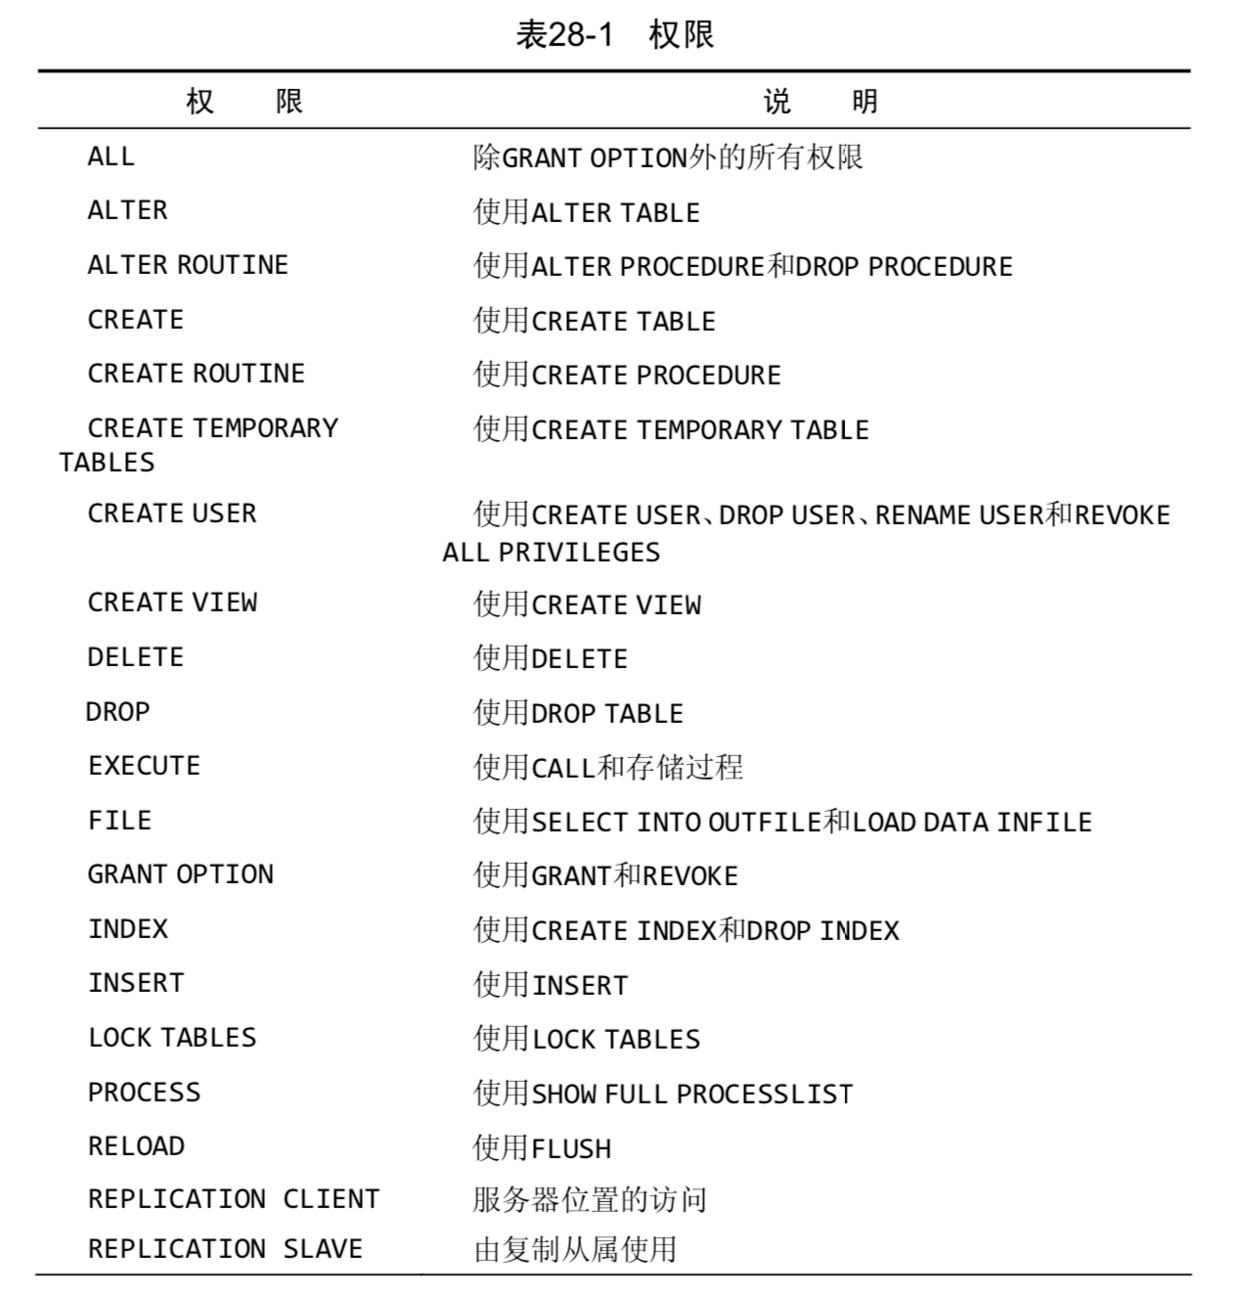 表28-1 权限
权 限 说 明
ALL 除GRANT OPTION外的所有权限
ALTER 使用ALTER TABLE
ALTER ROUTINE 使用ALTER PROCEDURE和DROP PROCEDURE
CREATE 使用CREATE TABLE
CREATE ROUTINE 使用CREATE PROCEDURE
CREATE TEMPORARY 使用CREATE TEMPORARY TABLE
TABLES
CREATE USER 使用CREATE USER、DROP USER、RENAME USER和REVOKE
ALL PRIVILEGES
CREATE VIEW 使用CREATE VIEW
DELETE 使用DELETE
DROP 使用DROP TABLE
EXECUTE 使用CALL和存储过程
FILE 使用SELECT INTO OUTFILE和LOAD DATA INFILE
GRANT OPTION 使用GRANT和REVOKE
INDEX 使用CREATE INDEX和DROP INDEX
INSERT 使用INSERT
LOCK TABLES 使用LOCK TABLES
PROCESS 使用SHOW FULL PROCESSLIST
RELOAD 使用FLUSH
REPLICATION CLIENT 服务器位置的访问
REPLICATION SLAVE 由复制从属使用